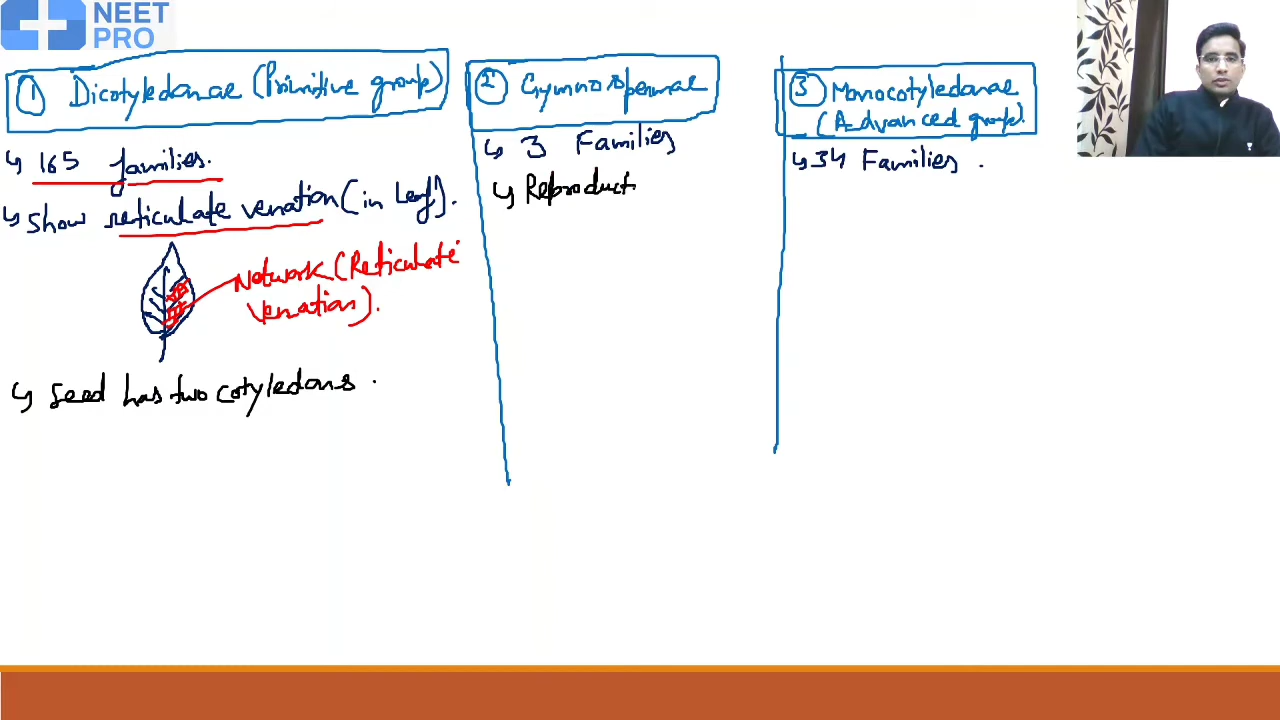 NEET
PRO
1 Dicotyledonae (Primitive group)
↳ 165 families.
↳ Show reticulate venation (in Leaf).
Network (Reticulate
Venation).
↳ Seed has two cotyledons.
2 Gymnospermae
↳ 3 Families
↳ Reproducti
3 Monocotyledonae
(Advanced group).
↳ 34 Families.